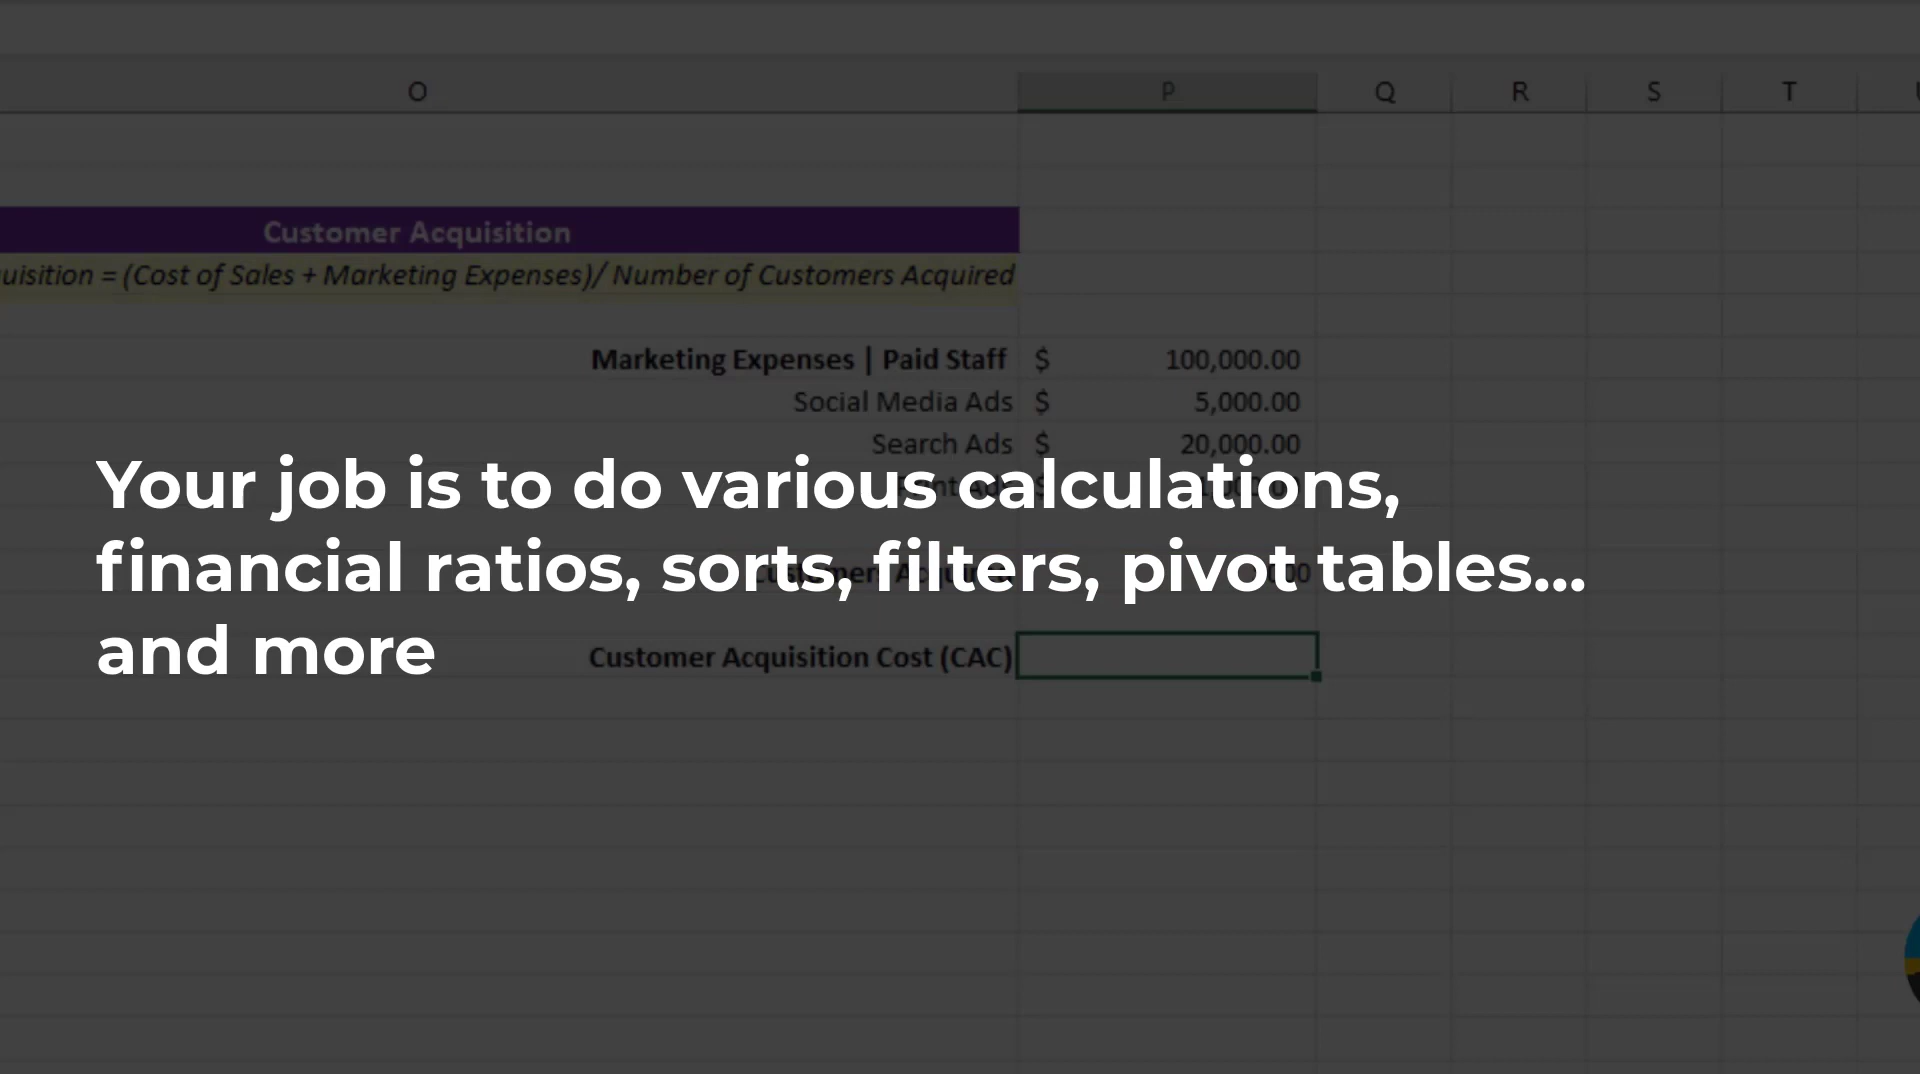 O P Q R S T
Customer Acquisition
uisition = (Cost of Sales + Marketing Expenses)/ Number of Customers Acquired
Marketing Expenses | Paid Staff $ 100,000.00
Social Media Ads $ 5,000.00
Search Ads $ 20,000.00
Your job is to do various calculations,
financial ratios, sorts, filters, pivot tables...
and more
Customer Acquisition Cost (CAC)